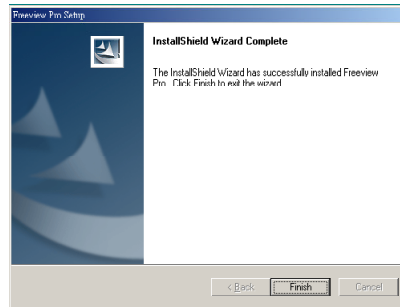 Freeview Pro Setup
InstallShield Wizard Complete
The InstallShield Wizard has successfully installed Freeview
Pro. Click Finish to exit the wizard.
< Back
Finish
Cancel